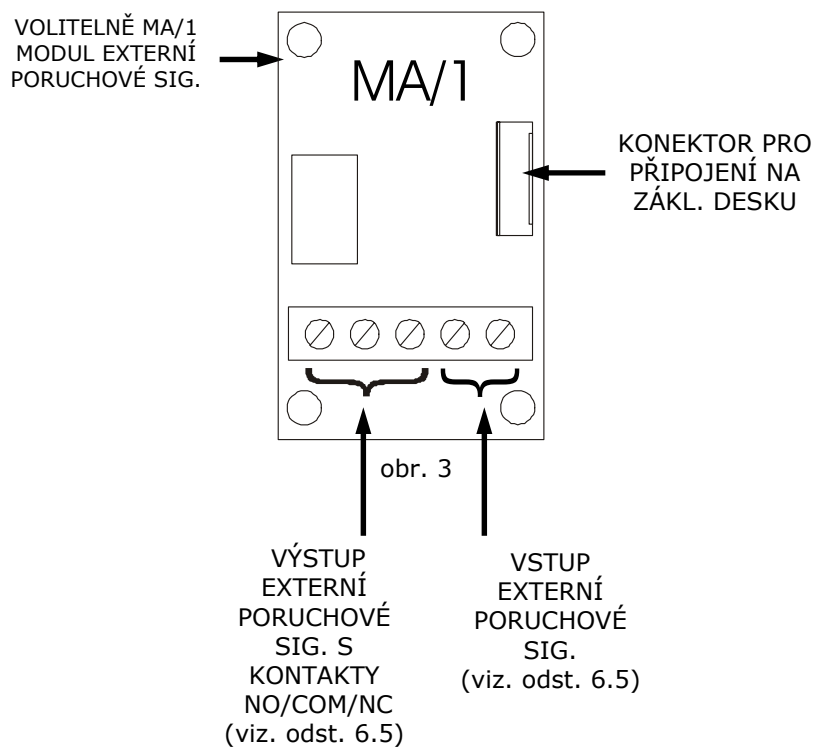 VOLITELNĚ MA/1
MODUL EXTERNÍ
PORUCHOVÉ SIG.
MA/1
KONEKTOR PRO
PŘIPOJENÍ NA
ZÁKL. DESKU
obr. 3
VÝSTUP
EXTERNÍ
PORUCHOVÉ
SIG. S
KONTAKTY
NO/COM/NC
(viz. odst. 6.5)
VSTUP
EXTERNÍ
PORUCHOVÉ
SIG.
(viz. odst. 6.5)